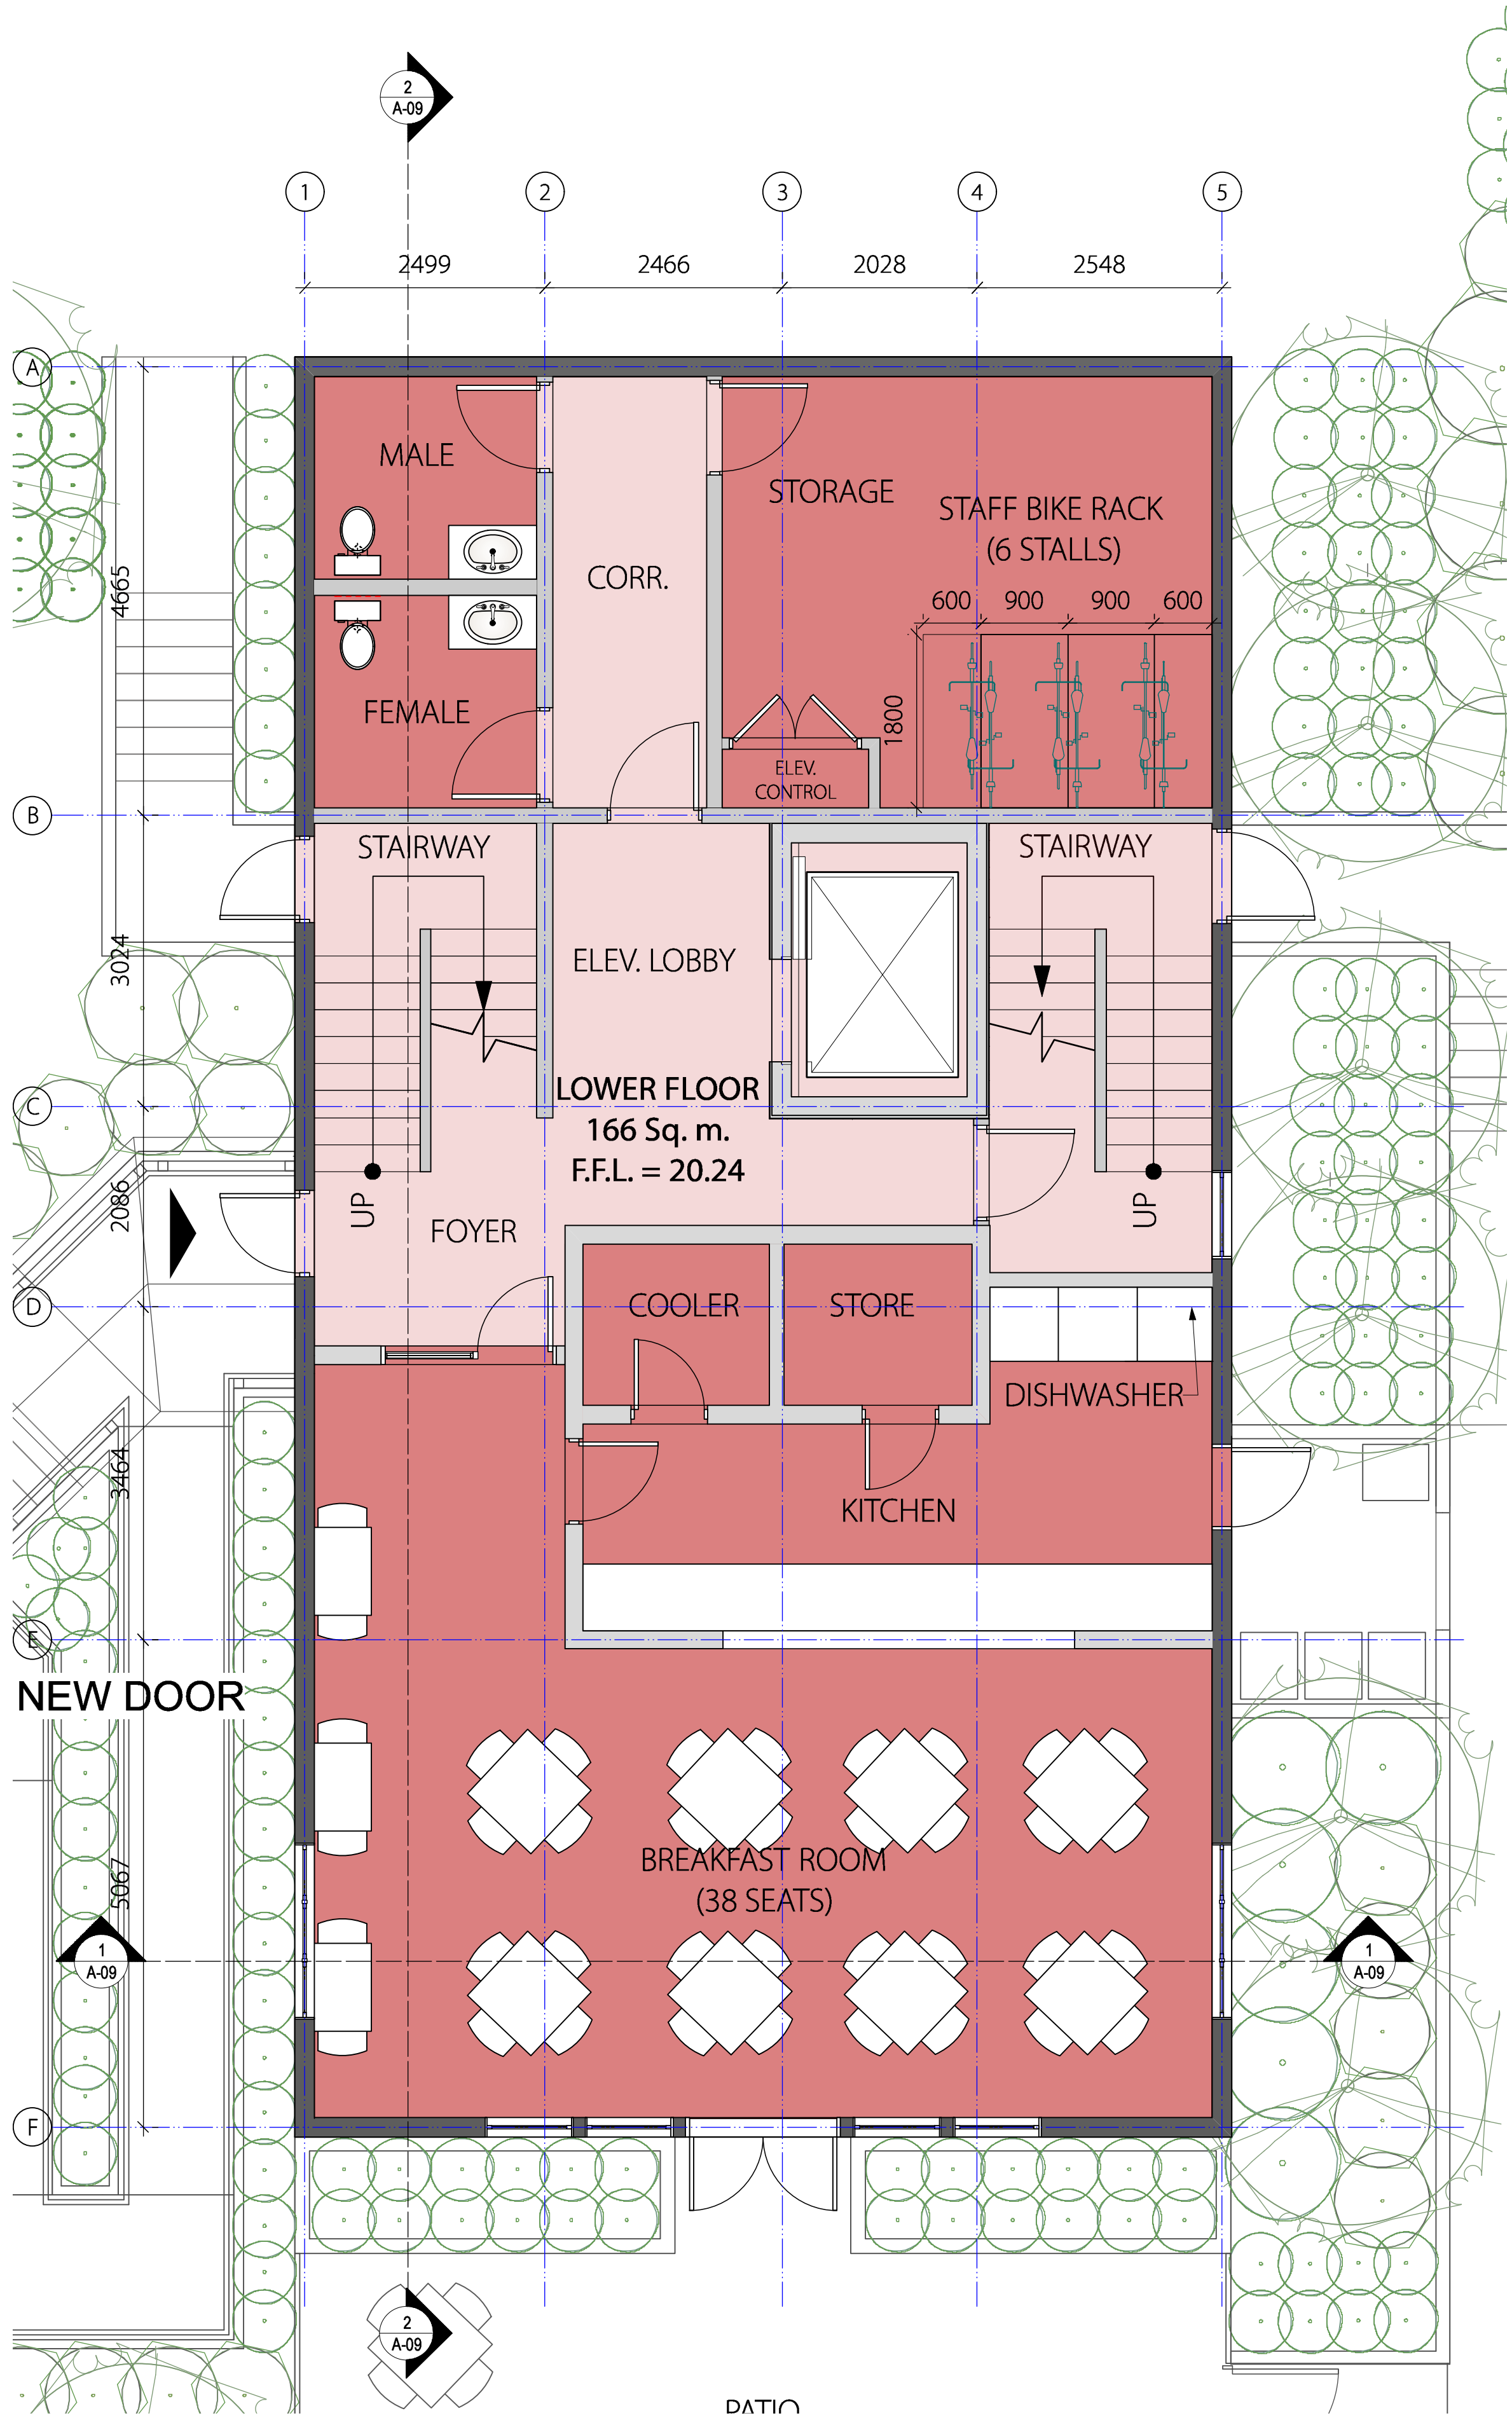 2
A-09
1
2
3
4
5
2499
2466
2028
2548
A
MALE
STORAGE
STAFF BIKE RACK
(6 STALLS)
CORR.
4665
600
900
900
600
FEMALE
1800
ELEV.
CONTROL
B
STAIRWAY
STAIRWAY
3024
ELEV. LOBBY
C
LOWER FLOOR
166 Sq. m.
F.F.L. = 20.24
2086
UP
UP
FOYER
D
COOLER
STORE
DISHWASHER
3464
KITCHEN
E
NEW DOOR
BREAKFAST ROOM
(38 SEATS)
5067
1
A-09
1
A-09
F
2
A-09
PATIO